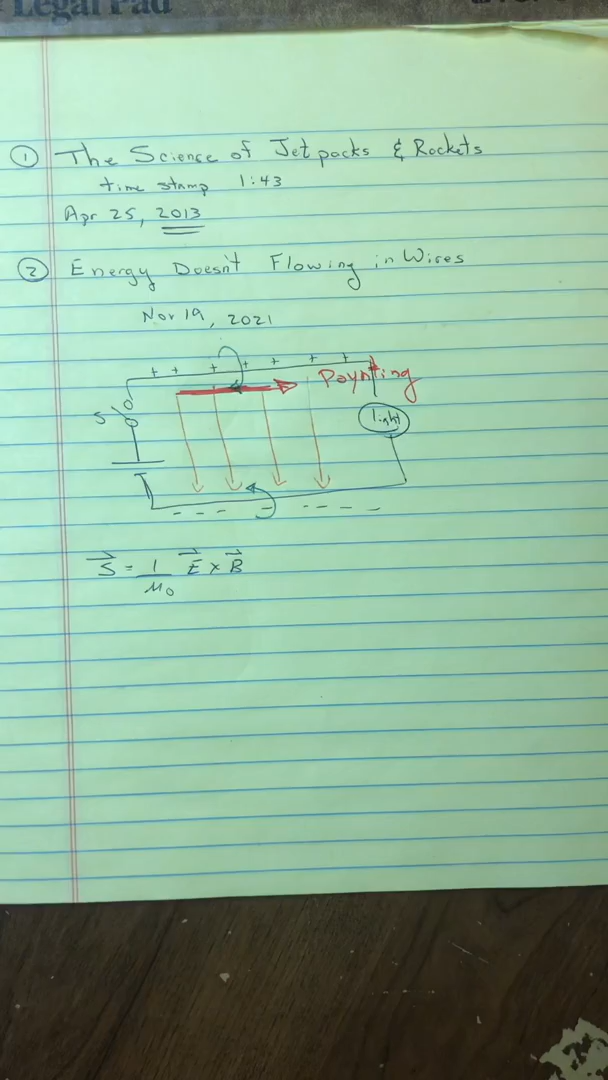 Legal Pad
① The Science of Jetpacks & Rockets
time stamp 1:43
Apr 25, 2013
② Energy Doesn't Flowing in Wires
Nov 19, 2021
+ + + + + + +
Poynting
S
light
- - - - - - - -
S = 1/μ₀ E × B